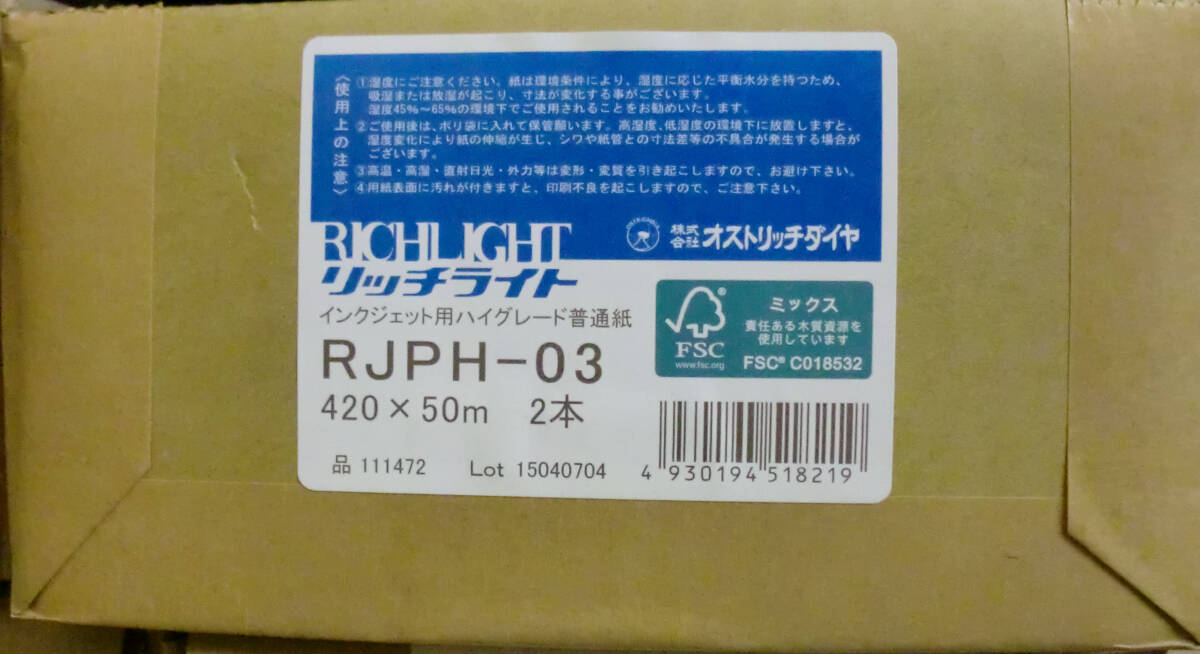 〈使用上の注意〉
①湿度にご注意ください。紙は環境条件により、湿度に応じた平衡水分を持つため、
吸湿または放湿が起こり、寸法が変化する事がございます。
湿度45%～65%の環境下でご使用されることをお勧めいたします。
②ご使用後は、ポリ袋に入れて保管願います。高湿度、低湿度の環境下に放置しますと、
湿度変化により紙の伸縮が生じ、シワや紙管との寸法差等の不具合が発生する場合が
ございます。
③高温・高湿・直射日光・外力等は変形・変質を引き起こしますので、お避け下さい。
④用紙表面に汚れが付きますと、印刷不良を起こしますので、ご注意下さい。
RICHLIGHT
リッチライト
株式会社オストリッチダイヤ
インクジェット用ハイグレード普通紙
RJPH-03
420×50m 2本
FSC
www.fsc.org
ミックス
責任ある木質資源を
使用しています
FSC® C018532
品 111472 Lot 15040704
4 930194 518219